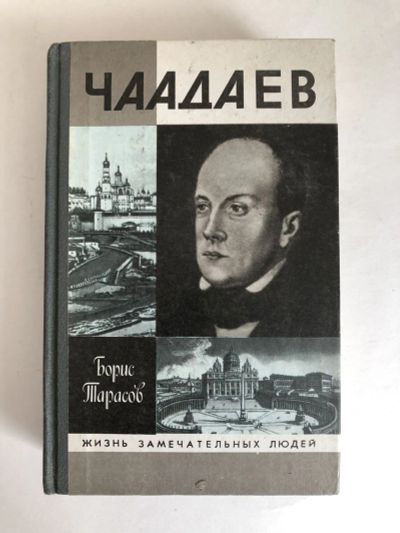 ЧААДАЕВ
Борис
Тарасов
ЖИЗНЬ ЗАМЕЧАТЕЛЬНЫХ ЛЮДЕЙ